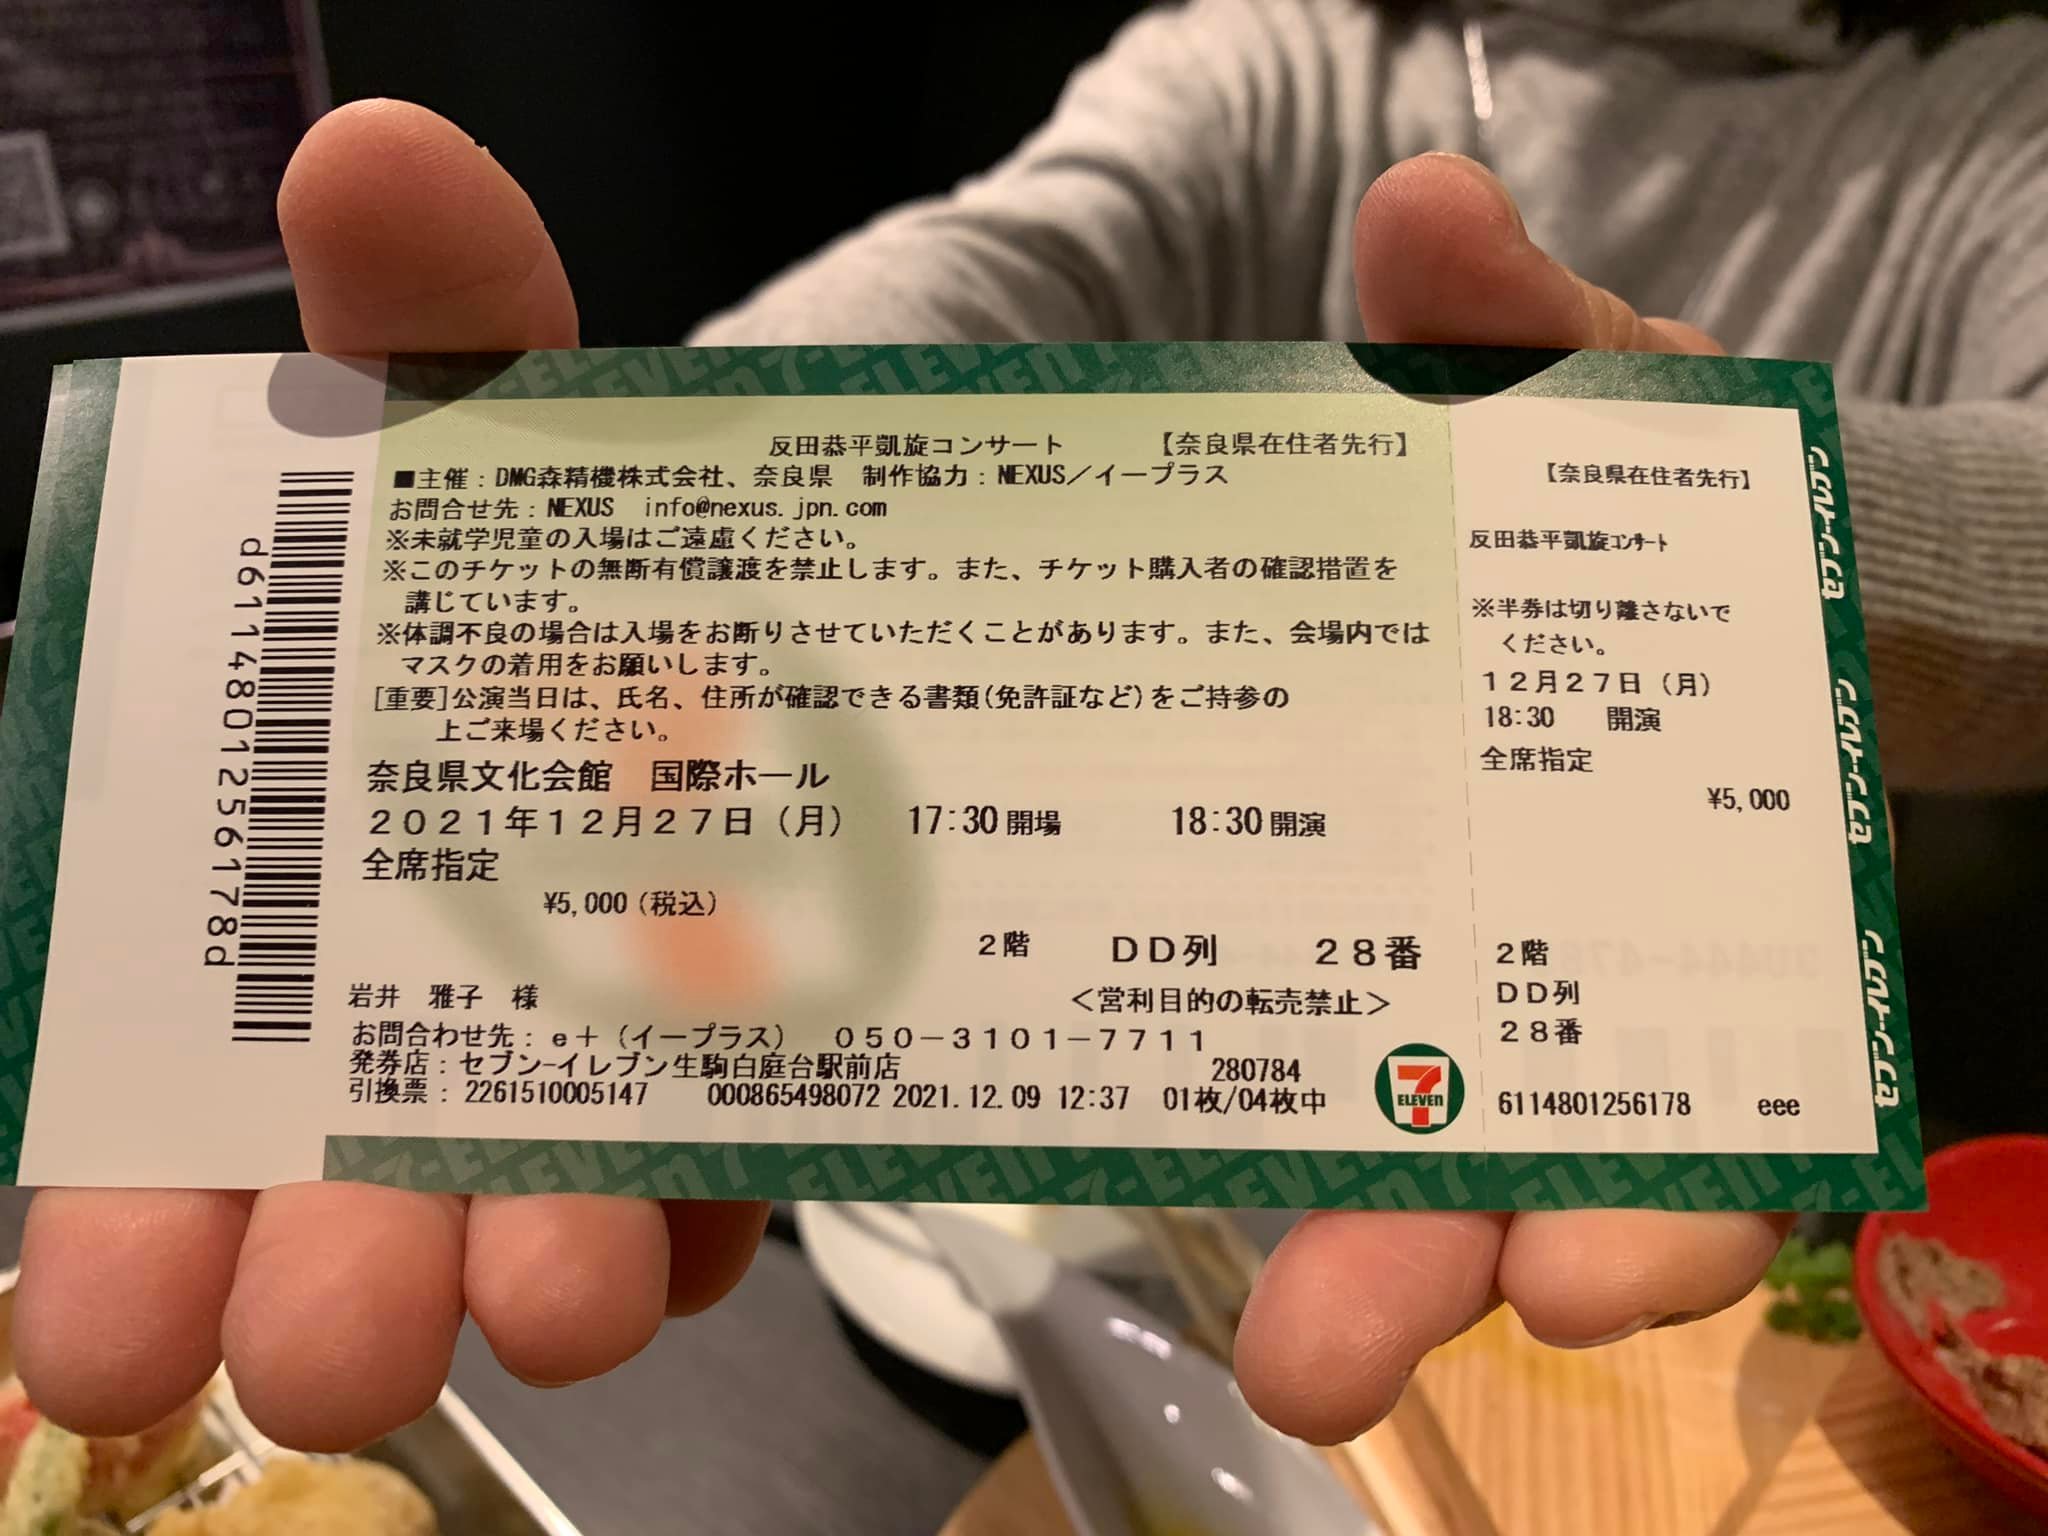 反田恭平凱旋コンサート 【奈良県在住者先行】
■主催：DMG森精機株式会社、奈良県 制作協力：NEXUS／イープラス
お問合せ先：NEXUS info@nexus.jpn.com
※未就学児童の入場はご遠慮ください。
※このチケットの無断有償譲渡を禁止します。また、チケット購入者の確認措置を
講じています。
※体調不良の場合は入場をお断りさせていただくことがあります。また、会場内では
マスクの着用をお願いします。
[重要]公演当日は、氏名、住所が確認できる書類(免許証など)をご持参の
上ご来場ください。
奈良県文化会館 国際ホール
２０２１年１２月２７日（月） 17:30開場 18:30開演
全席指定
¥5,000（税込）
２階 ＤＤ列 ２８番
岩井 雅子 様 ＜営利目的の転売禁止＞
お問合わせ先：ｅ＋（イープラス） ０５０－３１０１－７７１１
発券店：セブン-イレブン生駒白庭台駅前店 280784
引換票：2261510005147 000865498072 2021.12.09 12:37 01枚/04枚中
7
ELEVEn
d6114801256178d
【奈良県在住者先行】
反田恭平凱旋ｺﾝｻｰﾄ
※半券は切り離さないで
ください。
１２月２７日（月）
18:30 開演
全席指定
¥5,000
２階
ＤＤ列
２８番
6114801256178 eee
セブン-イレブン
セブン-イレブン
セブン-イレブン